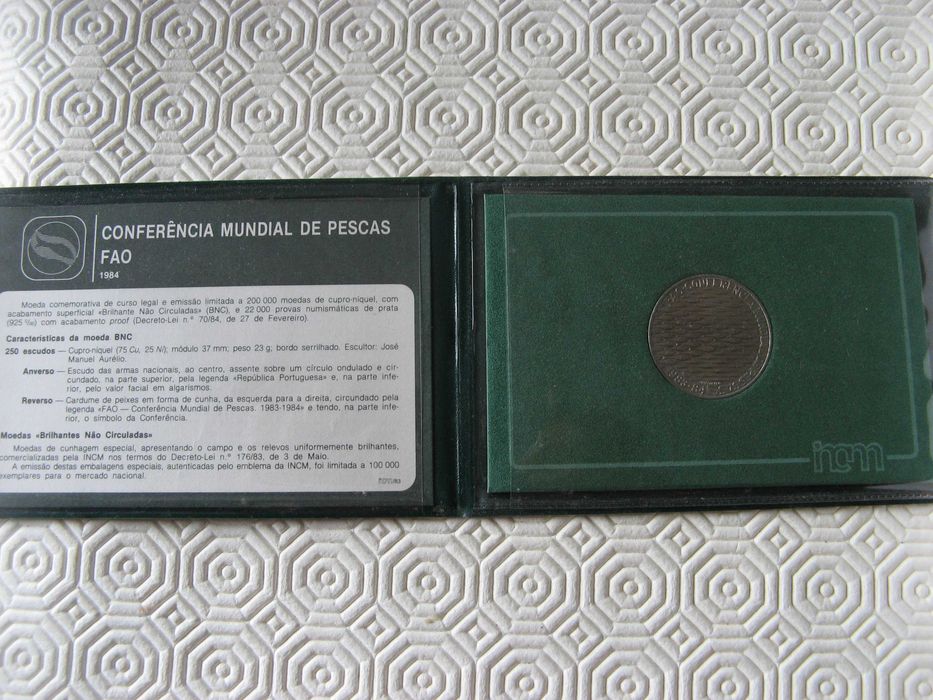 CONFERÊNCIA MUNDIAL DE PESCAS
FAO
1984
Moeda comemorativa de curso legal e emissão limitada a 200 000 moedas de cupro-níquel, com
acabamento superficial «Brilhante Não Circuladas» (BNC), e 22 000 provas numismáticas de prata
(925 ‰) com acabamento proof (Decreto-Lei n.º 70/84, de 27 de Fevereiro).
Características da moeda BNC
250 escudos — Cupro-níquel (75 Cu, 25 Ni); módulo 37 mm; peso 23 g; bordo serrilhado. Escultor: José
Manuel Aurélio.
Anverso — Escudo das armas nacionais, ao centro, assente sobre um círculo ondulado e cir-
cundado, na parte superior, pela legenda «República Portuguesa» e, na parte infe-
rior, pelo valor facial em algarismos.
Reverso — Cardume de peixes em forma de cunha, da esquerda para a direita, circundado pela
legenda «FAO — Conferência Mundial de Pescas. 1983-1984» e tendo, na parte infe-
rior, o símbolo da Conferência.
Moedas «Brilhantes Não Circuladas»
Moedas de cunhagem especial, apresentando o campo e os relevos uniformemente brilhantes,
comercializadas pela INCM nos termos do Decreto-Lei n.º 176/83, de 3 de Maio.
A emissão destas embalagens especiais, autenticadas pelo emblema da INCM, foi limitada a 100 000
exemplares para o mercado nacional.
incm